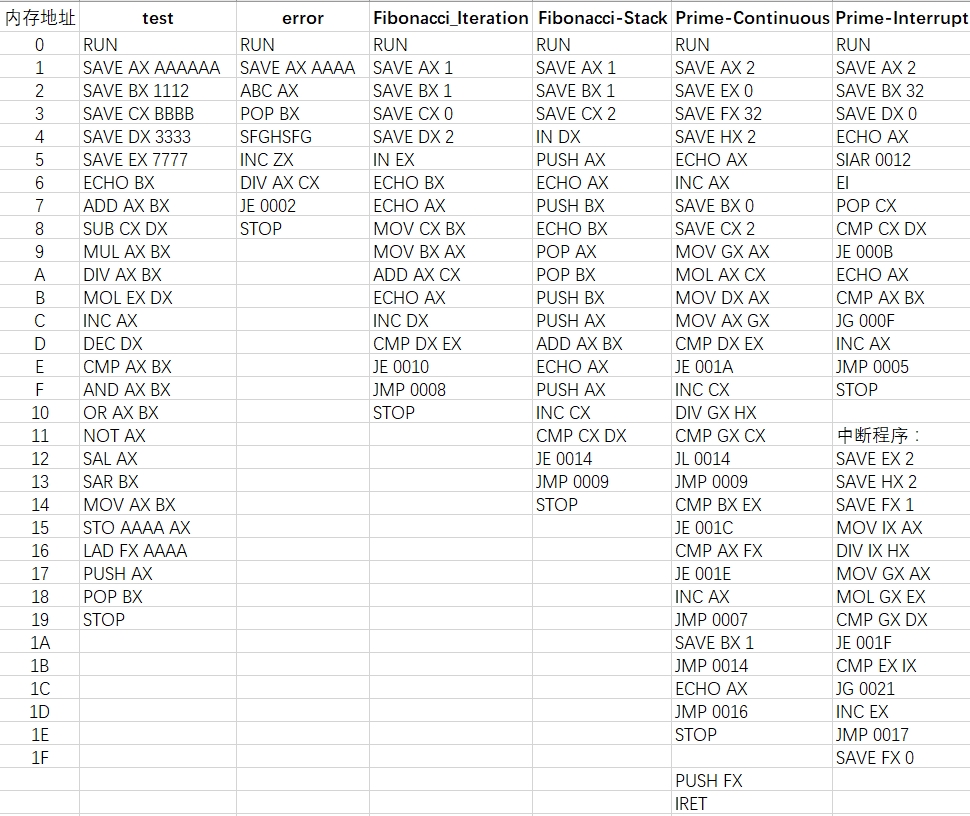 内存地址 test error Fibonacci_Iteration Fibonacci-Stack Prime-Continuous Prime-Interrupt
0 RUN RUN RUN RUN RUN RUN
1 SAVE AX AAAAAA SAVE AX AAAA SAVE AX 1 SAVE AX 1 SAVE AX 2 SAVE AX 2
2 SAVE BX 1112 ABC AX SAVE BX 1 SAVE BX 1 SAVE EX 0 SAVE BX 32
3 SAVE CX BBBB POP BX SAVE CX 0 SAVE CX 2 SAVE FX 32 SAVE DX 0
4 SAVE DX 3333 SFGHSFG SAVE DX 2 IN DX SAVE HX 2 ECHO AX
5 SAVE EX 7777 INC ZX IN EX PUSH AX ECHO AX SIAR 0012
6 ECHO BX DIV AX CX ECHO BX ECHO AX INC AX EI
7 ADD AX BX JE 0002 ECHO AX PUSH BX SAVE BX 0 POP CX
8 SUB CX DX STOP MOV CX BX ECHO BX SAVE CX 2 CMP CX DX
9 MUL AX BX MOV BX AX POP AX MOV GX AX JE 000B
A DIV AX BX ADD AX CX POP BX MOL AX CX ECHO AX
B MOL EX DX ECHO AX PUSH BX MOV DX AX CMP AX BX
C INC AX INC DX PUSH AX MOV AX GX JG 000F
D DEC DX CMP DX EX ADD AX BX CMP DX EX INC AX
E CMP AX BX JE 0010 ECHO AX JE 001A JMP 0005
F AND AX BX JMP 0008 PUSH AX INC CX STOP
10 OR AX BX STOP INC CX DIV GX HX
11 NOT AX CMP CX DX CMP GX CX 中断程序：
12 SAL AX JE 0014 JL 0014 SAVE EX 2
13 SAR BX JMP 0009 JMP 0009 SAVE HX 2
14 MOV AX BX STOP CMP BX EX SAVE FX 1
15 STO AAAA AX JE 001C MOV IX AX
16 LAD FX AAAA CMP AX FX DIV IX HX
17 PUSH AX JE 001E MOV GX AX
18 POP BX INC AX MOL GX EX
19 STOP JMP 0007 CMP GX DX
1A SAVE BX 1 JE 001F
1B JMP 0014 CMP EX IX
1C ECHO AX JG 0021
1D JMP 0016 INC EX
1E STOP JMP 0017
1F SAVE FX 0
PUSH FX
IRET